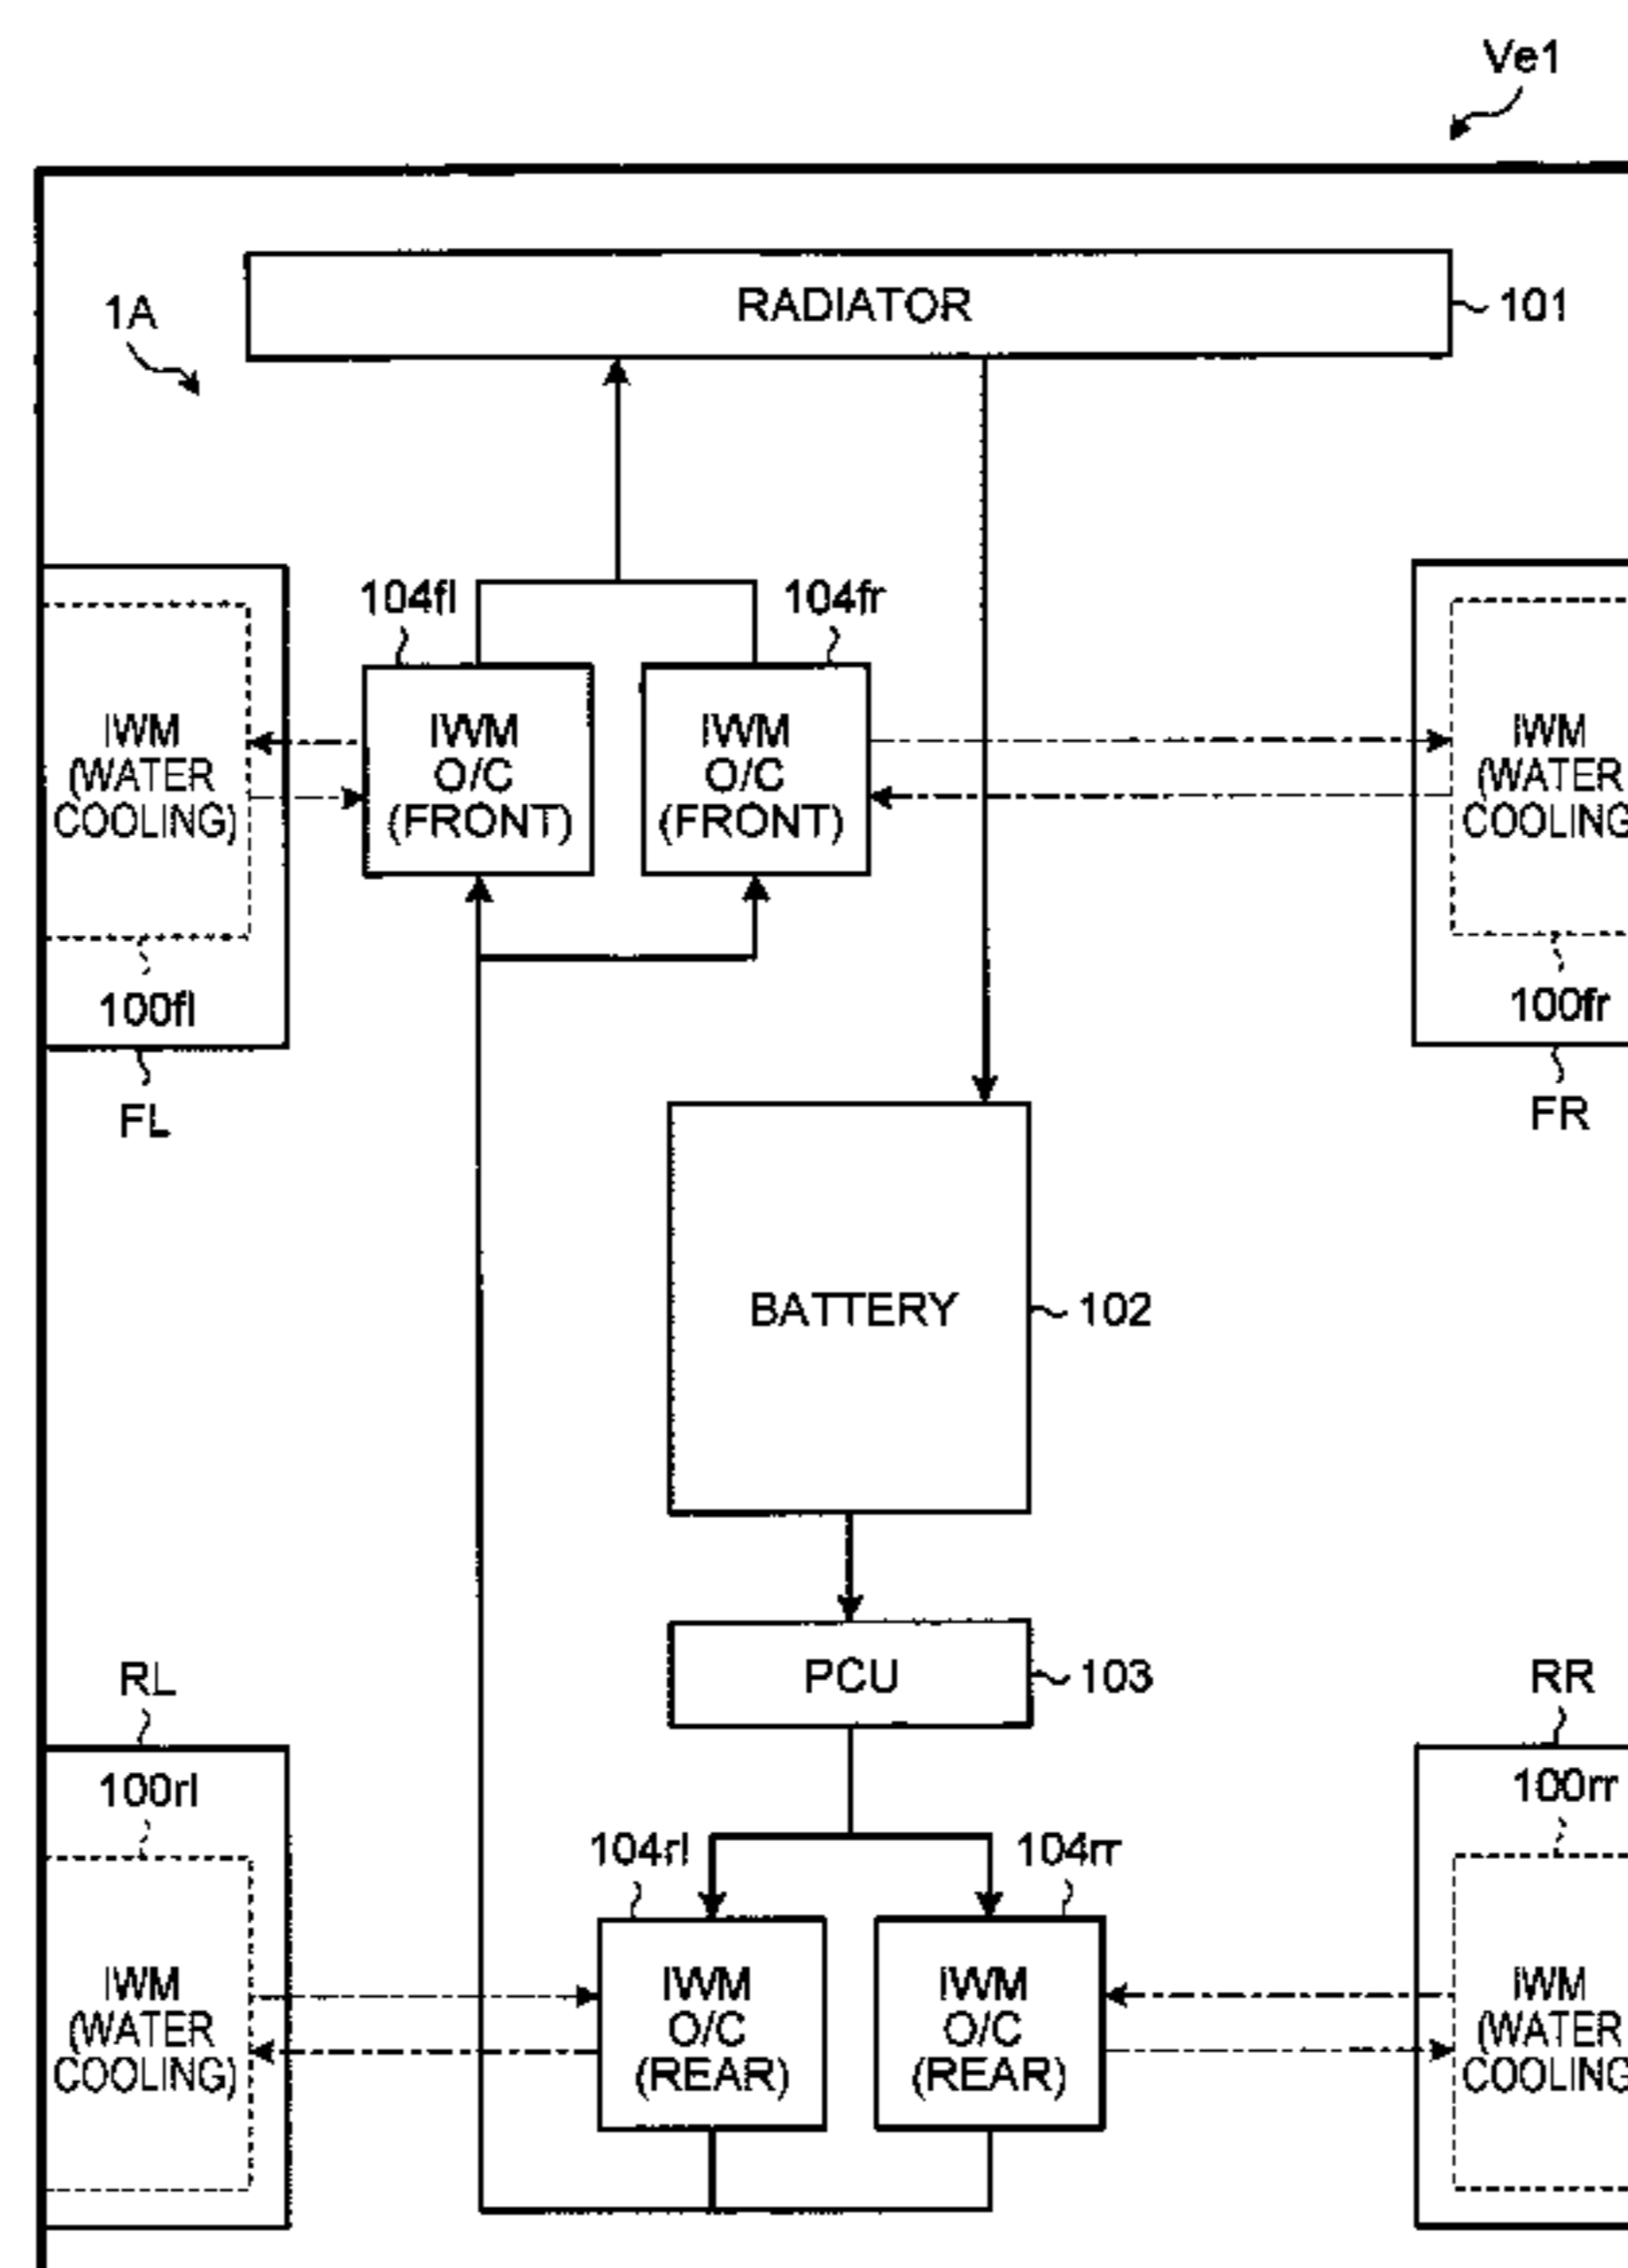 Ve1
1A
RADIATOR
101
104fl
104fr
IWM
(WATER
COOLING)
IWM
O/C
(FRONT)
IWM
O/C
(FRONT)
IWM
(WATER
COOLING
100fl
100fr
FL
FR
BATTERY
102
PCU
103
RL
RR
100rl
100rr
104rl
104rr
IWM
(WATER
COOLING)
IWM
O/C
(REAR)
IWM
O/C
(REAR)
IWM
(WATER
COOLING